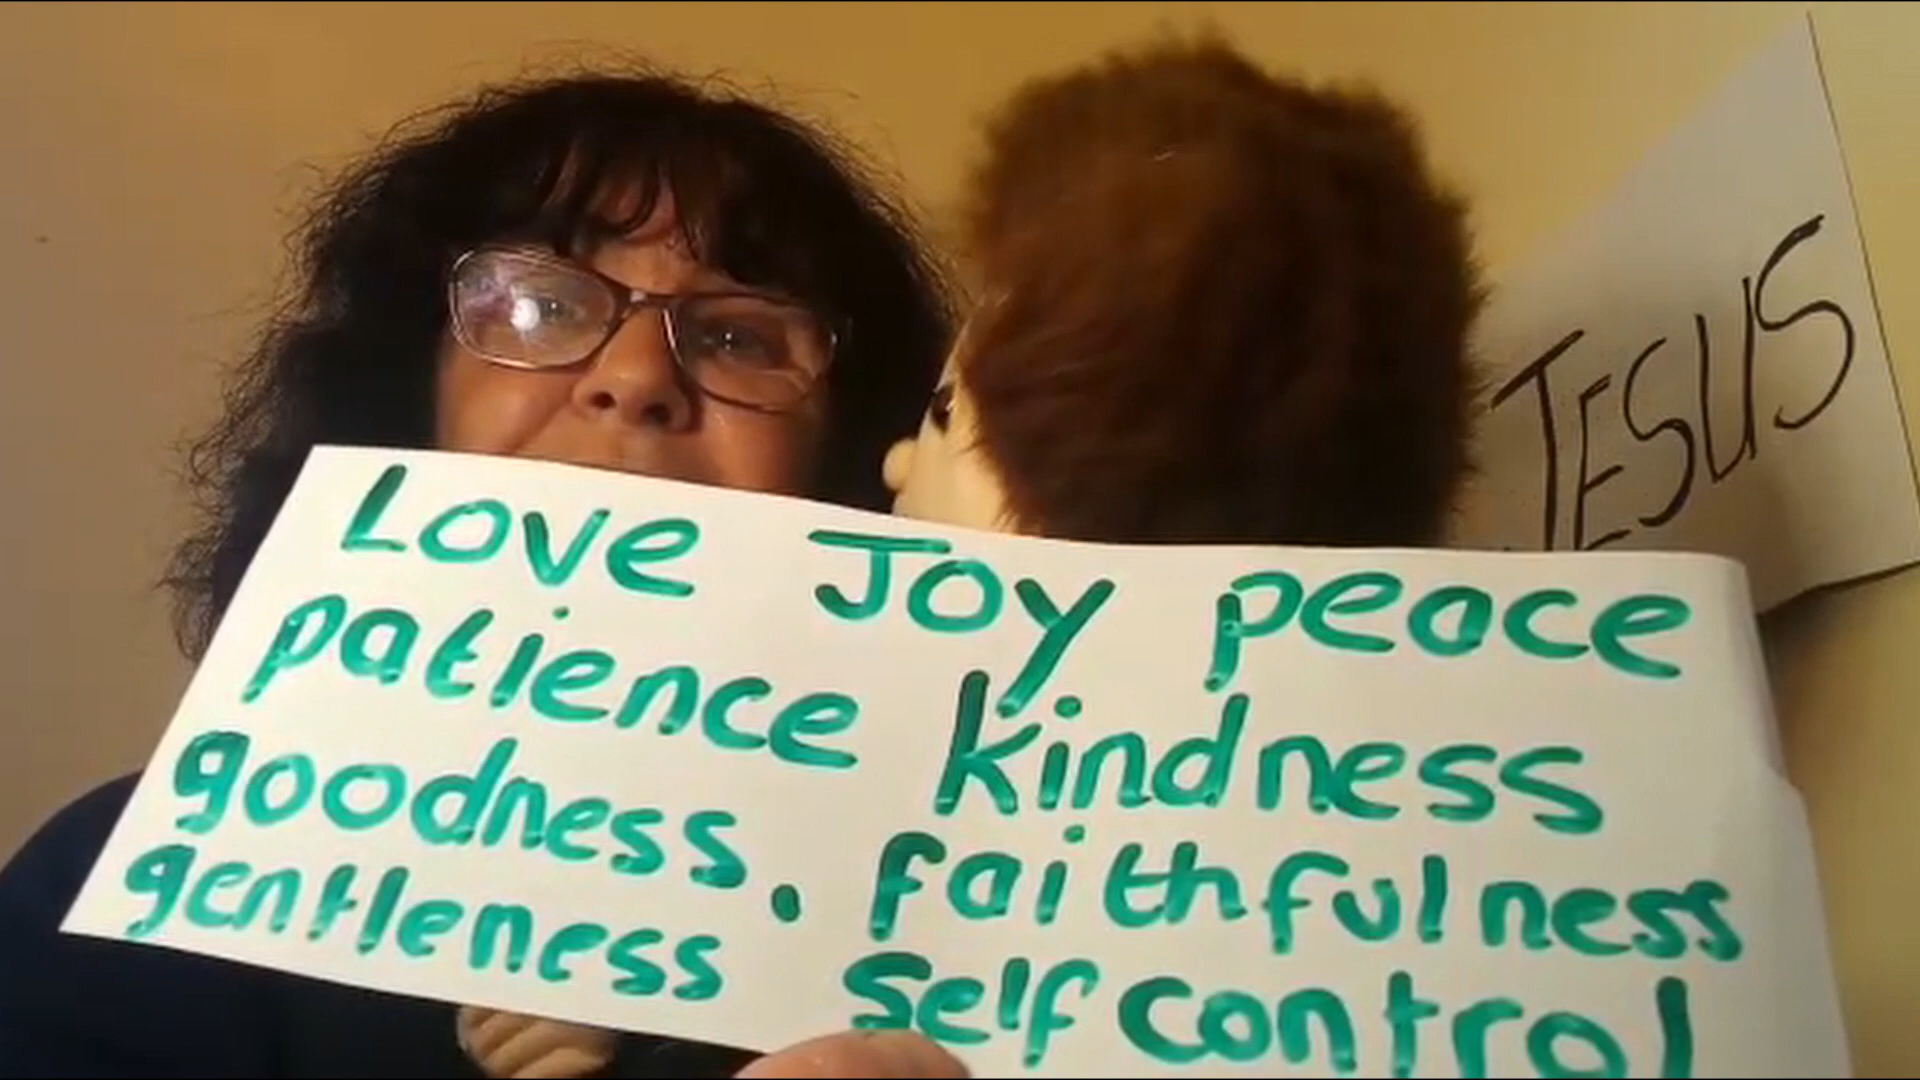 JESUS
Love Joy peace
patience kindness
goodness. faithfulness
gentleness self control